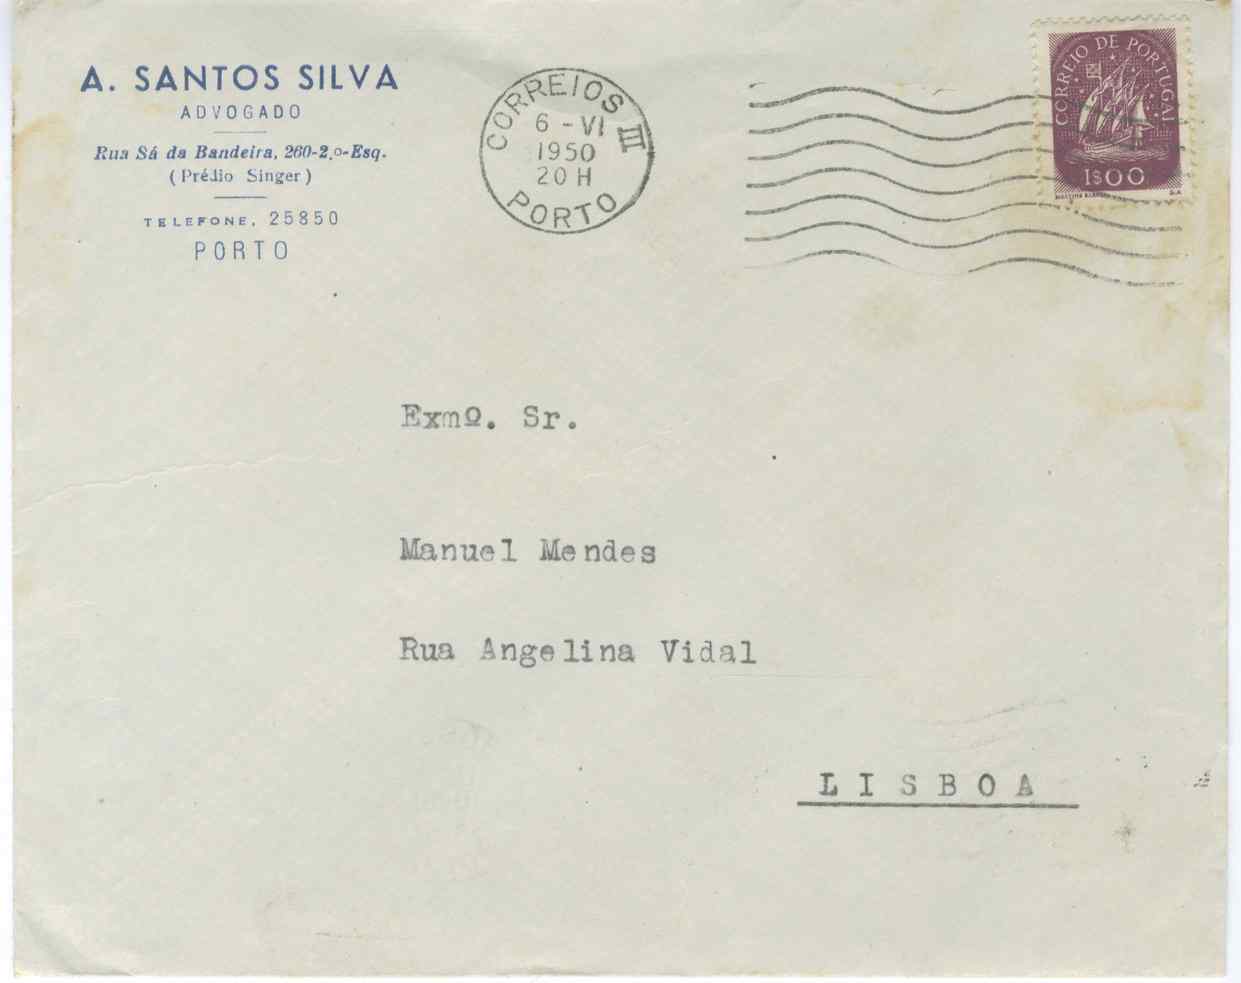 A. SANTOS SILVA
ADVOGADO
Rua Sá da Bandeira, 260-2.º-Esq.
(Prédio Singer)
TELEFONE, 25850
PORTO
CORREIOS III
6 - VI
1950
20 H
PORTO
CORREIO DE PORTUGAL
1$00
Exmº. Sr.
Manuel Mendes
Rua Angelina Vidal
LISBOA